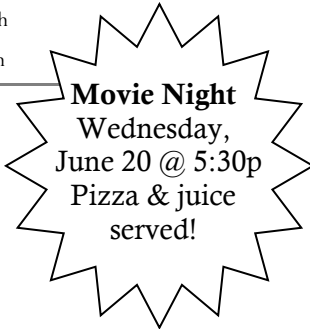 h
n
Movie Night
Wednesday,
June 20 @ 5:30p
Pizza & juice
served!